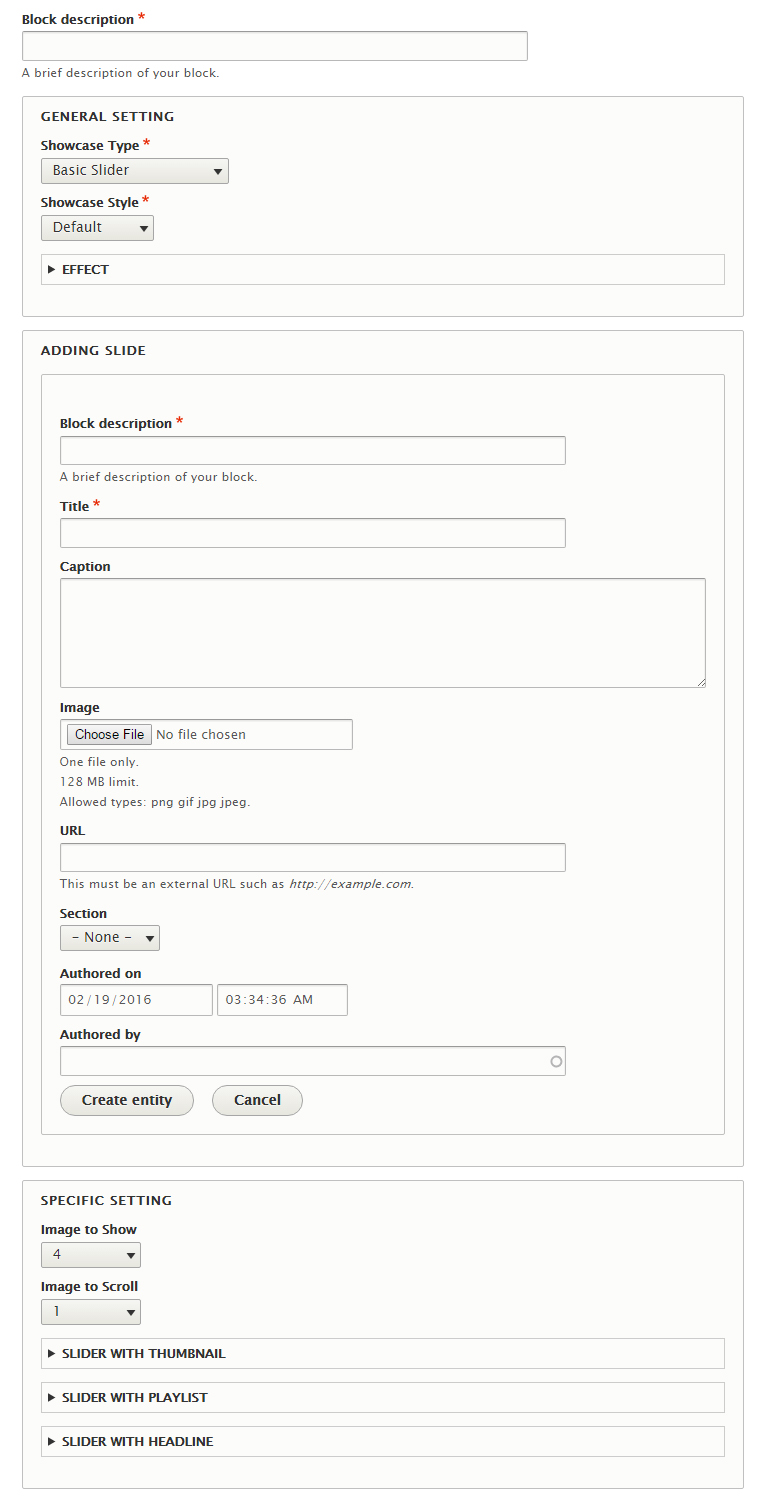 Block description *
A brief description of your block.
GENERAL SETTING
Showcase Type *
Basic Slider
Showcase Style *
Default
EFFECT
ADDING SLIDE
Block description *
A brief description of your block.
Title *
Caption
Image
Choose File No file chosen
One file only.
128 MB limit.
Allowed types: png gif jpg jpeg.
URL
This must be an external URL such as http://example.com.
Section
- None -
Authored on
02/19/2016 03:34:36 AM
Authored by
Create entity Cancel
SPECIFIC SETTING
Image to Show
4
Image to Scroll
1
SLIDER WITH THUMBNAIL
SLIDER WITH PLAYLIST
SLIDER WITH HEADLINE